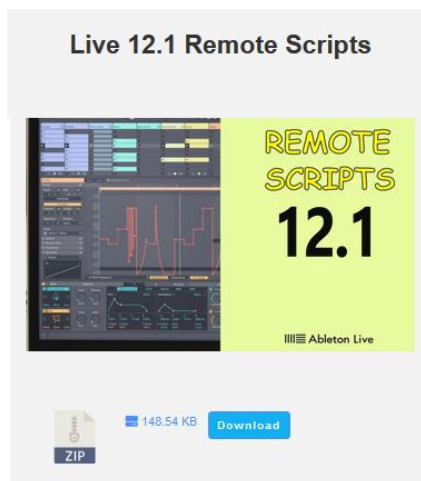 Live 12.1 Remote Scripts
REMOTE
SCRIPTS
12.1
Ableton Live
148.54 KB
Download
ZIP